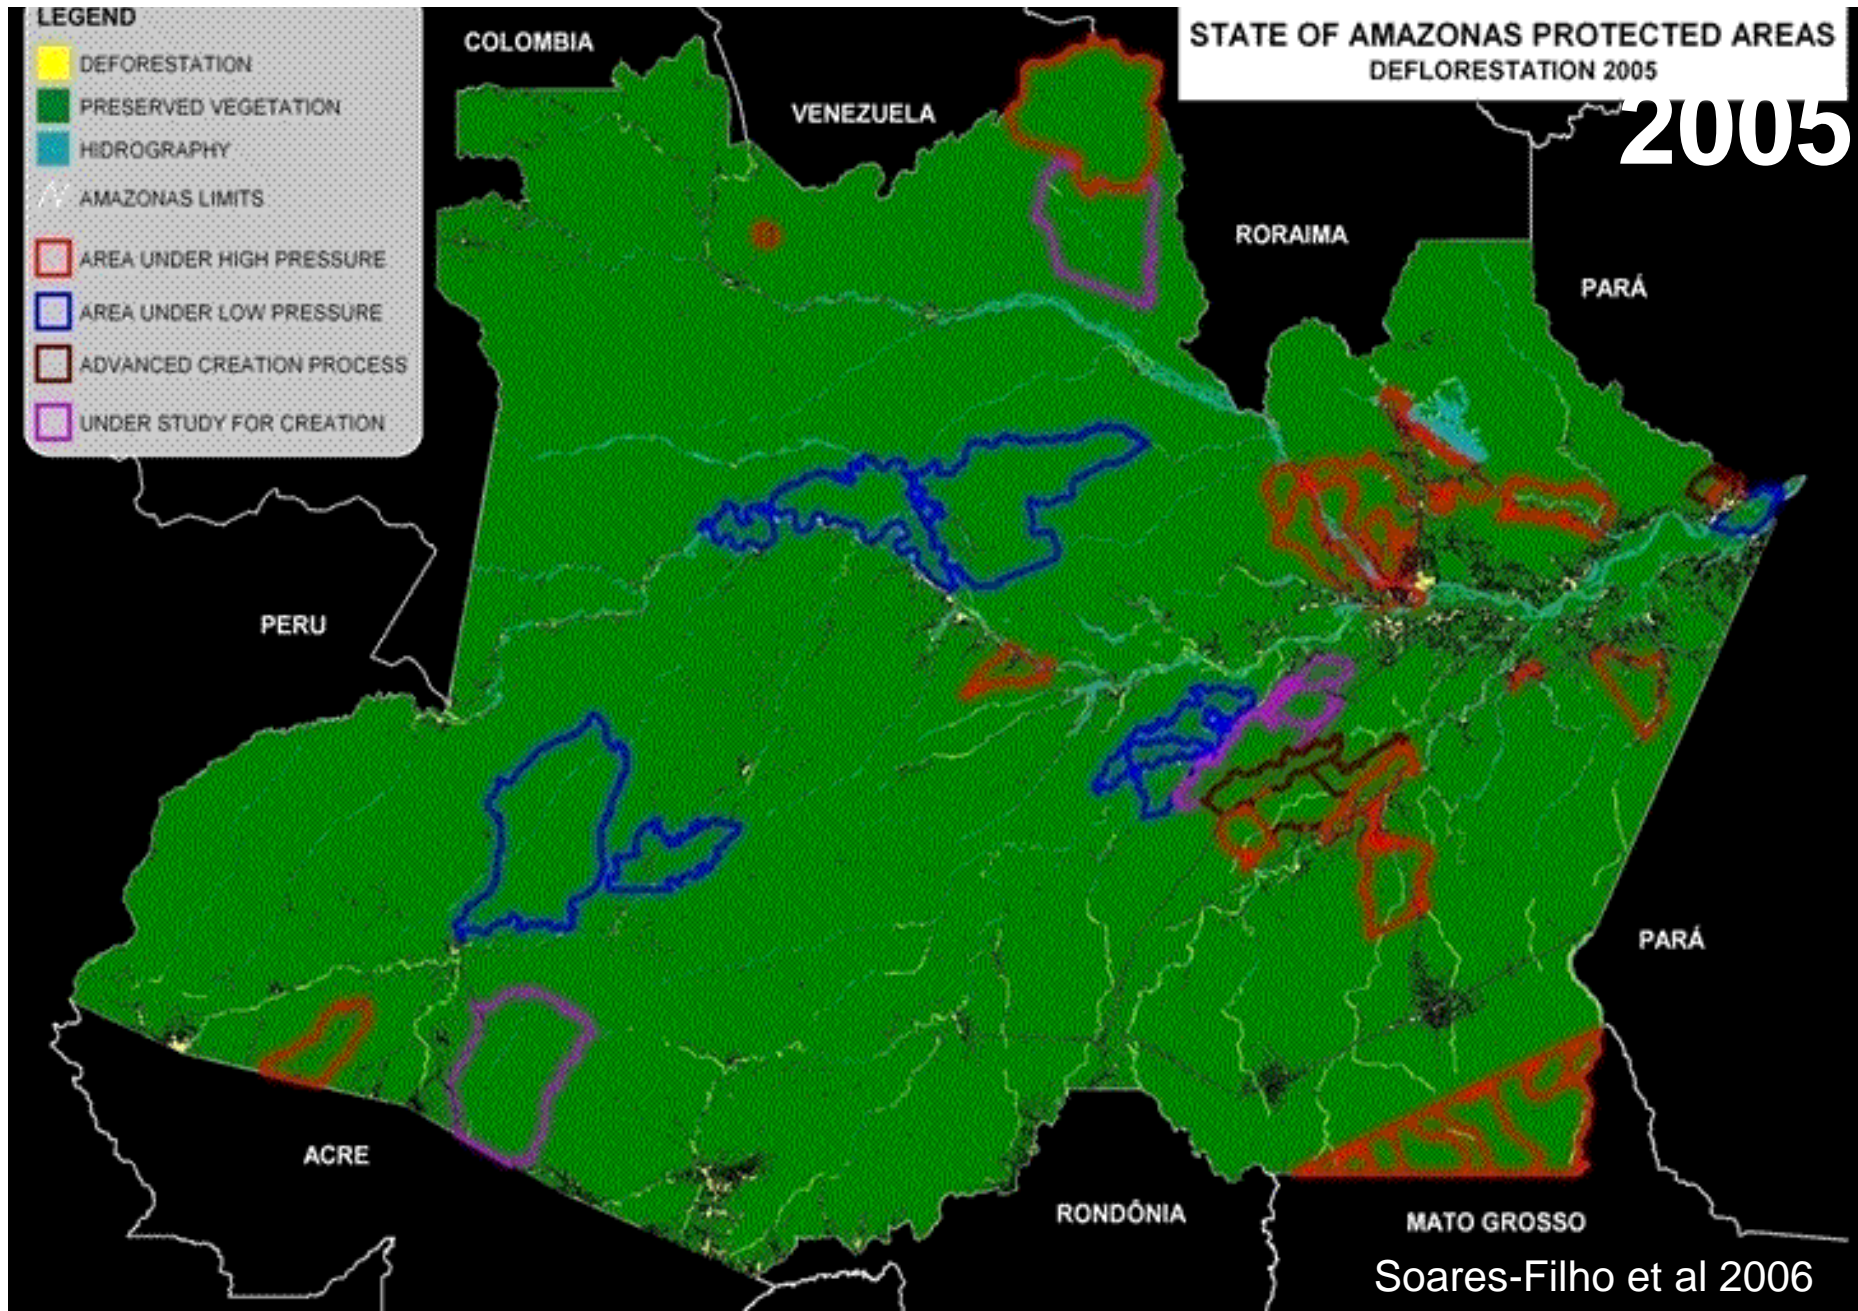 LEGEND
DEFORESTATION
PRESERVED VEGETATION
HIDROGRAPHY
AMAZONAS LIMITS
AREA UNDER HIGH PRESSURE
AREA UNDER LOW PRESSURE
ADVANCED CREATION PROCESS
UNDER STUDY FOR CREATION
STATE OF AMAZONAS PROTECTED AREAS
DEFLORESTATION 2005
2005
COLOMBIA
VENEZUELA
RORAIMA
PARÁ
PERU
PARÁ
ACRE
RONDÔNIA
MATO GROSSO
Soares-Filho et al 2006